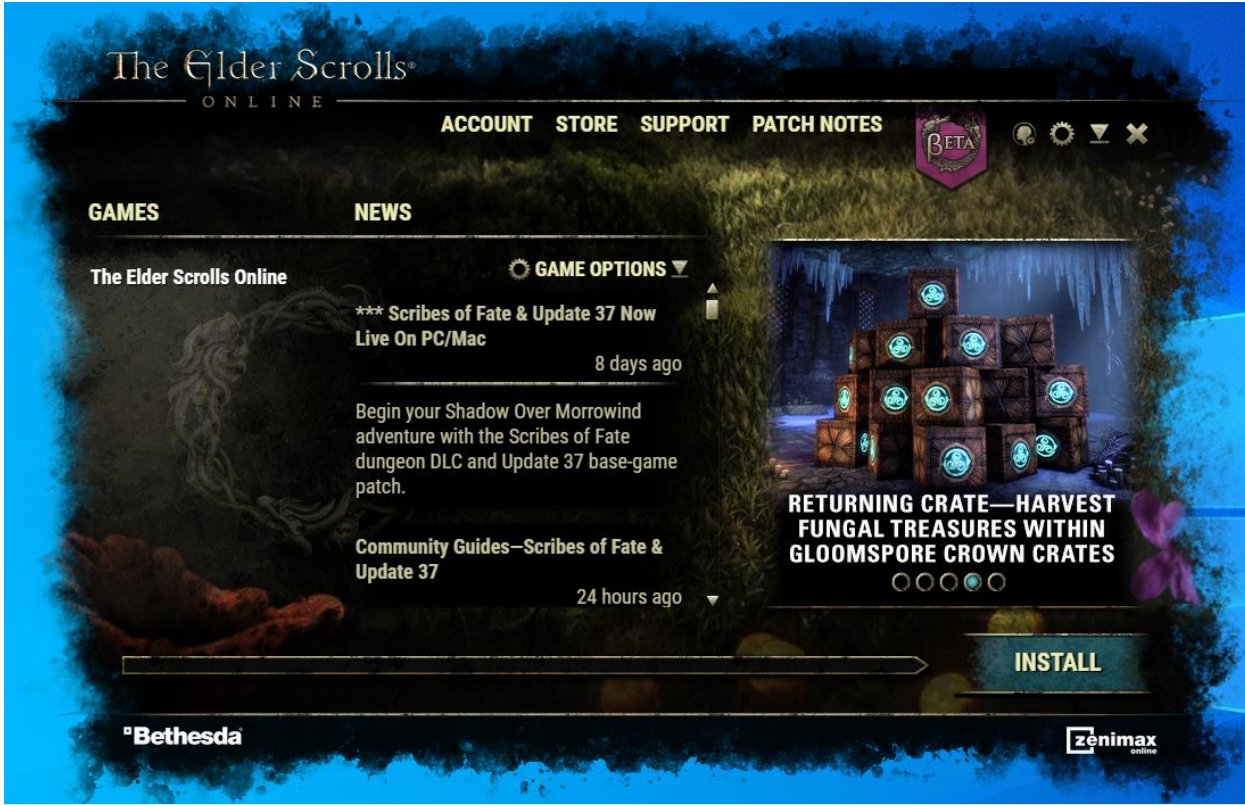 The Elder Scrolls®
ONLINE
ACCOUNT STORE SUPPORT PATCH NOTES
BETA
GAMES
NEWS
The Elder Scrolls Online
GAME OPTIONS
*** Scribes of Fate & Update 37 Now
Live On PC/Mac
8 days ago
Begin your Shadow Over Morrowind
adventure with the Scribes of Fate
dungeon DLC and Update 37 base-game
patch.
Community Guides—Scribes of Fate &
Update 37
24 hours ago
RETURNING CRATE—HARVEST
FUNGAL TREASURES WITHIN
GLOOMSPORE CROWN CRATES
INSTALL
Bethesda
zenimax
online